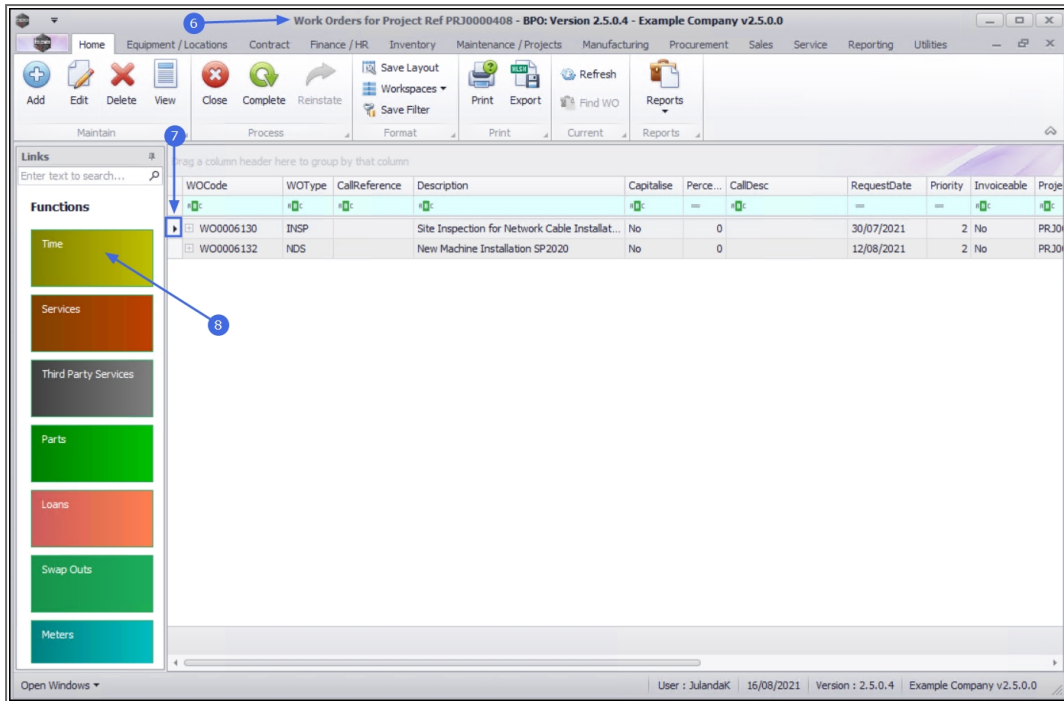 6
Work Orders for Project Ref PRJ0000408 - BPO: Version 2.5.0.4 - Example Company v2.5.0.0
Home Equipment / Locations Contract Finance / HR Inventory Maintenance / Projects Manufacturing Procurement Sales Service Reporting Utilities
Add Edit Delete View Close Complete Reinstate
Save Layout
Workspaces
Save Filter
Print Export
Refresh
Find WO
Reports
Maintain Process Format Print Current Reports
7
Links
Enter text to search...
Functions
Time
Services
Third Party Services
Parts
Loans
Swap Outs
Meters
Drag a column header here to group by that column
WOCode WOType CallReference Description Capitalise Perce... CallDesc RequestDate Priority Invoiceable Proje
WO0006130 INSP Site Inspection for Network Cable Installat... No 0 30/07/2021 2 No PRJ0
WO0006132 NDS New Machine Installation SP2020 No 0 12/08/2021 2 No PRJ0
8
Open Windows User : JulandaK 16/08/2021 Version : 2.5.0.4 Example Company v2.5.0.0